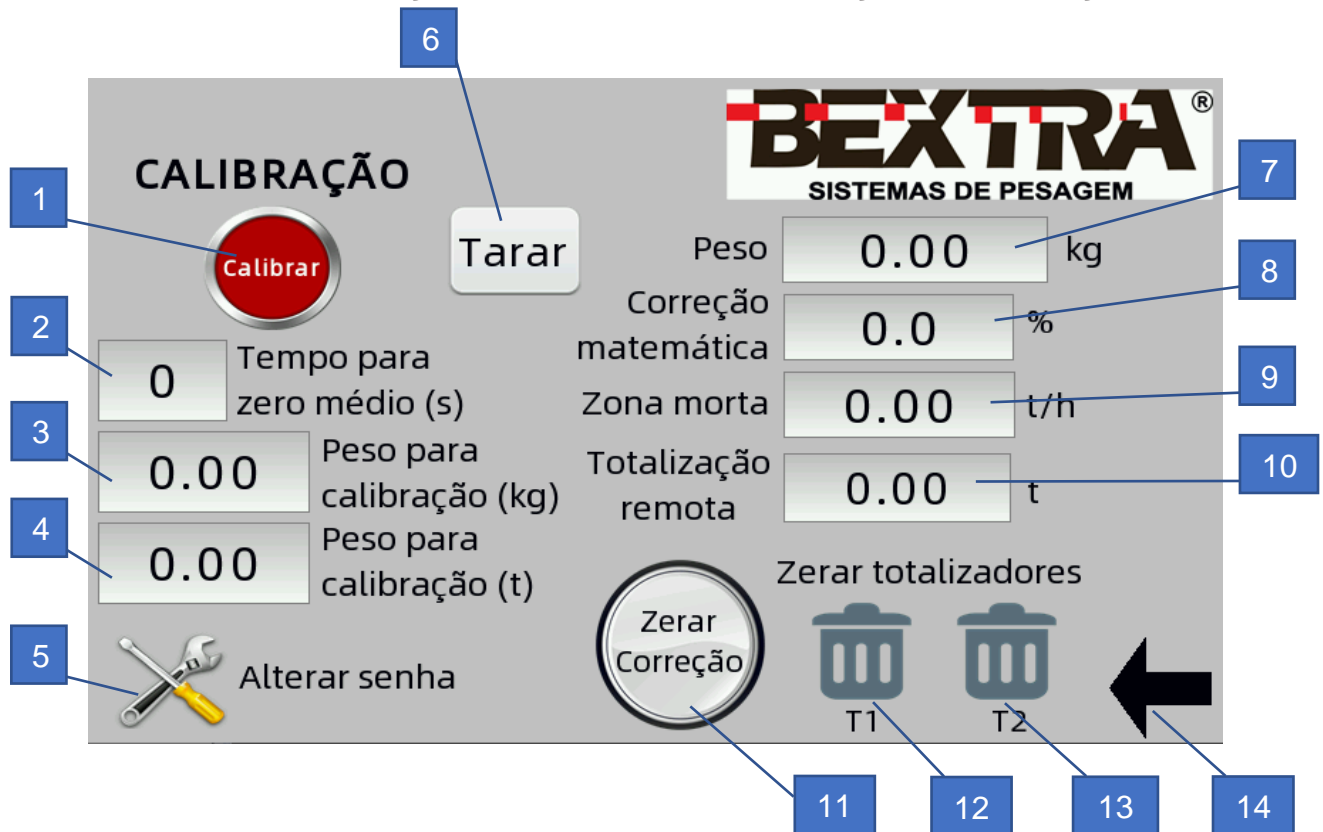 6
BEXTRA®
SISTEMAS DE PESAGEM
CALIBRAÇÃO
1
Calibrar
Tarar
7
Peso
0.00
kg
8
Correção
matemática
0.0
%
2
0
Tempo para
zero médio (s)
9
Zona morta
0.00
t/h
3
0.00
Peso para
calibração (kg)
10
Totalização
remota
0.00
t
4
0.00
Peso para
calibração (t)
5
Alterar senha
Zerar
Correção
Zerar totalizadores
T1
T2
11
12
13
14